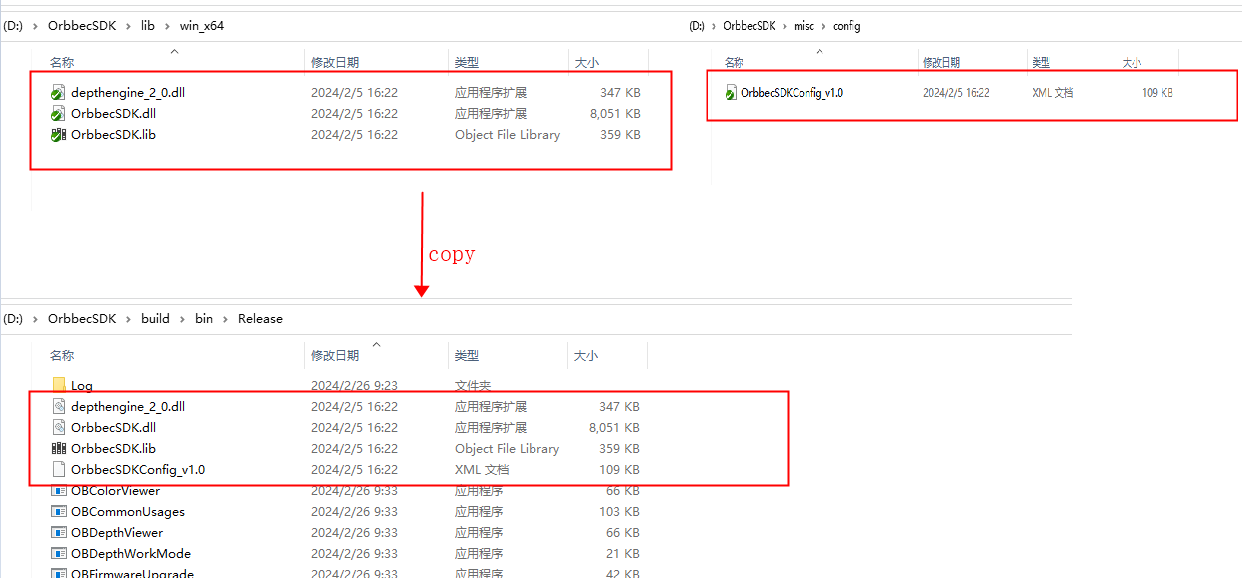 (D:) > OrbbecSDK > lib > win_x64
名称 修改日期 类型 大小
depthengine_2_0.dll 2024/2/5 16:22 应用程序扩展 347 KB
OrbbecSDK.dll 2024/2/5 16:22 应用程序扩展 8,051 KB
OrbbecSDK.lib 2024/2/5 16:22 Object File Library 359 KB
(D:) > OrbbecSDK > misc > config
名称 修改日期 类型 大小
OrbbecSDKConfig_v1.0 2024/2/5 16:22 XML 文档 109 KB
copy
(D:) > OrbbecSDK > build > bin > Release
名称 修改日期 类型 大小
Log 2024/2/26 9:23 文件夹
depthengine_2_0.dll 2024/2/5 16:22 应用程序扩展 347 KB
OrbbecSDK.dll 2024/2/5 16:22 应用程序扩展 8,051 KB
OrbbecSDK.lib 2024/2/5 16:22 Object File Library 359 KB
OrbbecSDKConfig_v1.0 2024/2/5 16:22 XML 文档 109 KB
OBColorViewer 2024/2/26 9:33 应用程序 66 KB
OBCommonUsages 2024/2/26 9:33 应用程序 103 KB
OBDepthViewer 2024/2/26 9:33 应用程序 66 KB
OBDepthWorkMode 2024/2/26 9:33 应用程序 21 KB
OBFirmwareUpgrade 2024/2/26 9:33 应用程序 42 KB